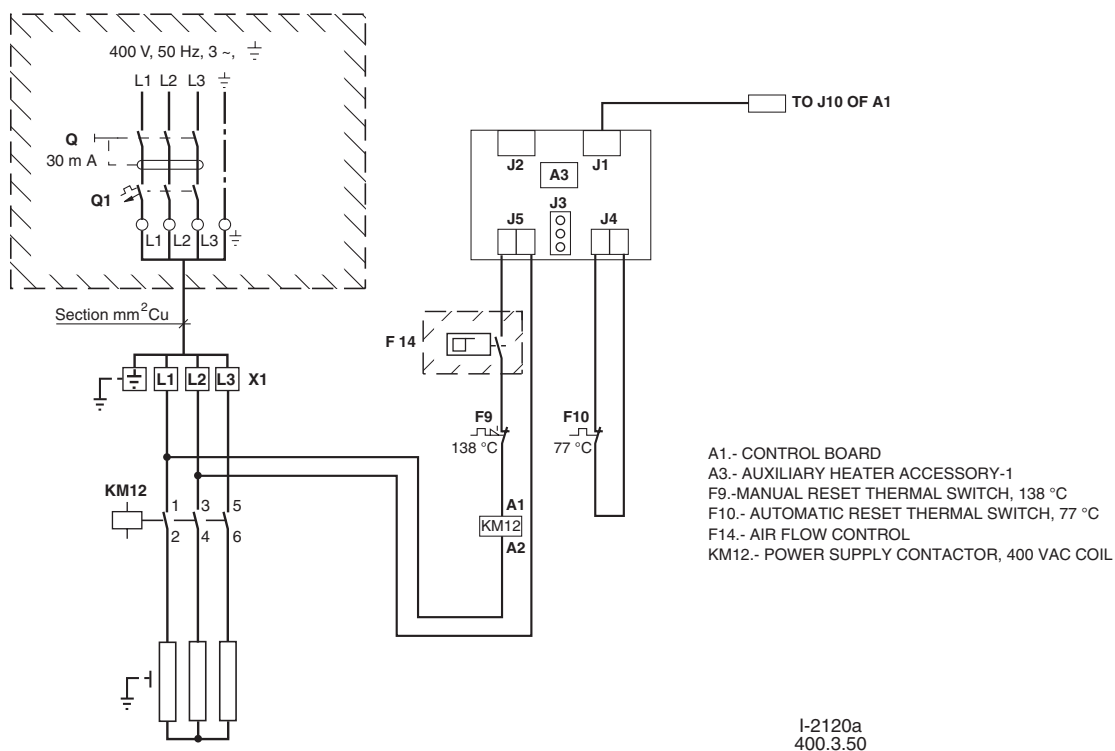 400 V, 50 Hz, 3 ~,
L1 L2 L3
Q
30 m A
Q1
L1 L2 L3
Section mm²Cu
L1 L2 L3 X1
KM12
1 3 5
2 4 6
TO J10 OF A1
J2 J1
A3
J3
J5 J4
F 14
F9 F10
138 °C 77 °C
A1
KM12
A2
A1.- CONTROL BOARD
A3.- AUXILIARY HEATER ACCESSORY-1
F9.-MANUAL RESET THERMAL SWITCH, 138 °C
F10.- AUTOMATIC RESET THERMAL SWITCH, 77 °C
F14.- AIR FLOW CONTROL
KM12.- POWER SUPPLY CONTACTOR, 400 VAC COIL
I-2120a
400.3.50